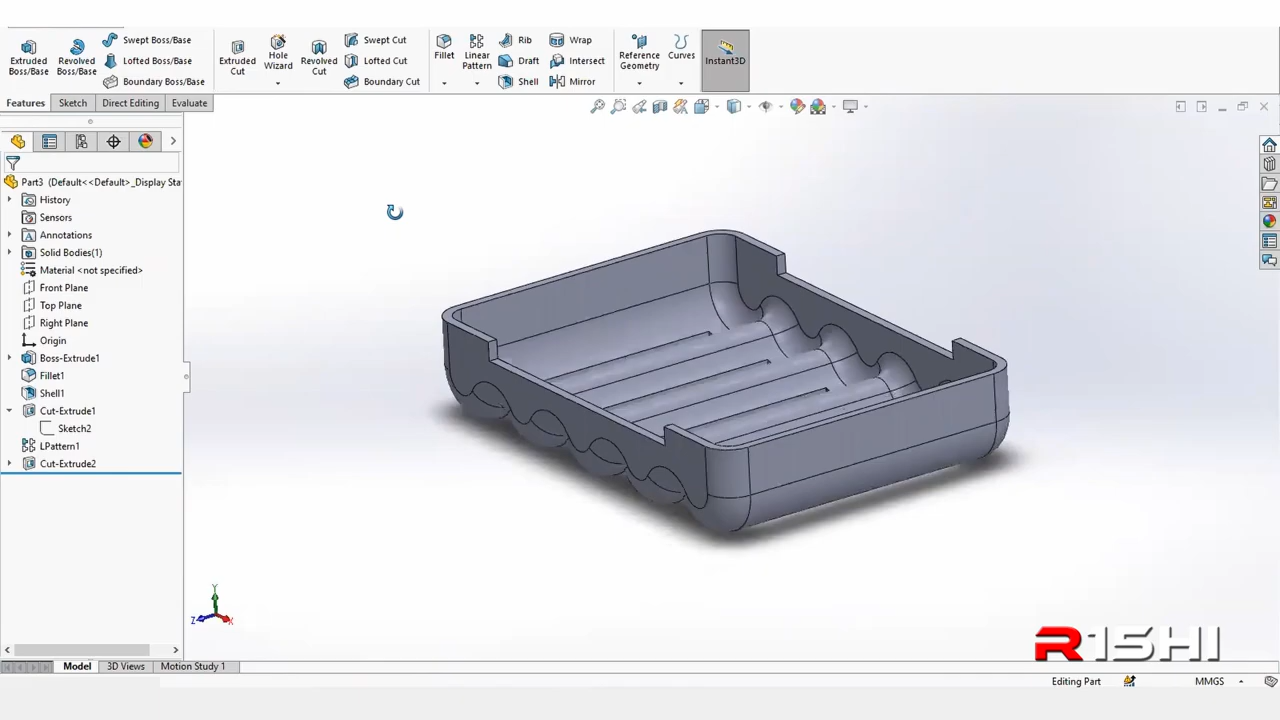 Extruded Boss/Base
Revolved Boss/Base
Swept Boss/Base
Lofted Boss/Base
Boundary Boss/Base
Extruded Cut
Hole Wizard
Revolved Cut
Swept Cut
Lofted Cut
Boundary Cut
Fillet
Linear Pattern
Rib
Draft
Shell
Wrap
Intersect
Mirror
Reference Geometry
Curves
Instant3D
Features
Sketch
Direct Editing
Evaluate
Part3 (Default<<Default>_Display Sta
History
Sensors
Annotations
Solid Bodies(1)
Material <not specified>
Front Plane
Top Plane
Right Plane
Origin
Boss-Extrude1
Fillet1
Shell1
Cut-Extrude1
Sketch2
LPattern1
Cut-Extrude2
Y
Z
X
R15HI
Model
3D Views
Motion Study 1
Editing Part
MMGS